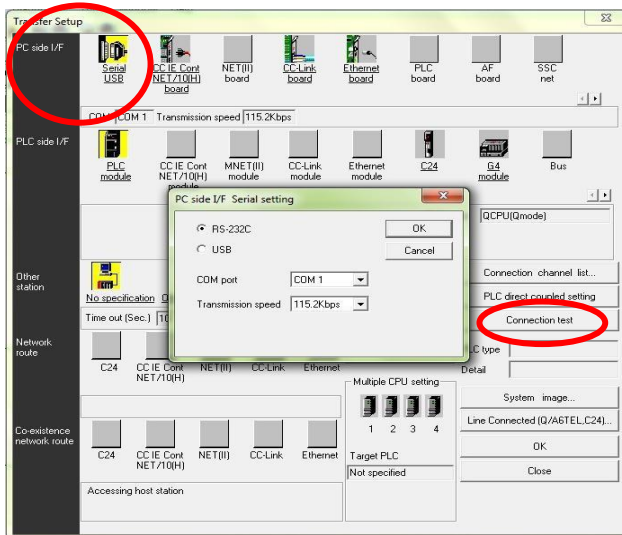 Transfer Setup
PC side I/F
Serial USB
CC IE Cont NET/10(H) board
NET(II) board
CC-Link board
Ethernet board
PLC board
AF board
SSC net
COM COM 1 Transmission speed 115.2Kbps
PLC side I/F
PLC module
CC IE Cont NET/10(H) module
MNET(II) module
CC-Link module
Ethernet module
C24
G4 module
Bus
QCPU(Qmode)
PC side I/F Serial setting
RS-232C
USB
OK
Cancel
COM port COM 1
Transmission speed 115.2Kbps
Other station
No specification
Time out (Sec.)
Connection channel list...
PLC direct coupled setting
Connection test
PLC type
Detail
System image...
Line Connected (Q/A6TEL,C24)...
OK
Close
Network route
C24
CC IE Cont NET/10(H)
NET(II)
CC-Link
Ethernet
Multiple CPU setting
1 2 3 4
Target PLC
Not specified
Co-existence network route
C24
CC IE Cont NET/10(H)
NET(II)
CC-Link
Ethernet
Accessing host station